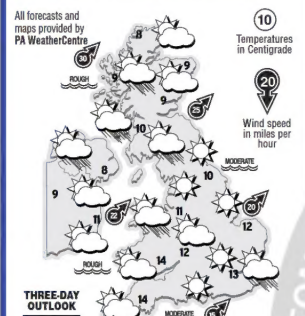 All forecasts and
maps provided by
PA WeatherCentre
10
Temperatures
in Centigrade
20
Wind speed
in miles per
hour
8
30
ROUGH
9
9
9
25
10
MODERATE
8
10
9
11
22
11
20
12
12
ROUGH
14
13
THREE-DAY
OUTLOOK
14
MODERATE
15